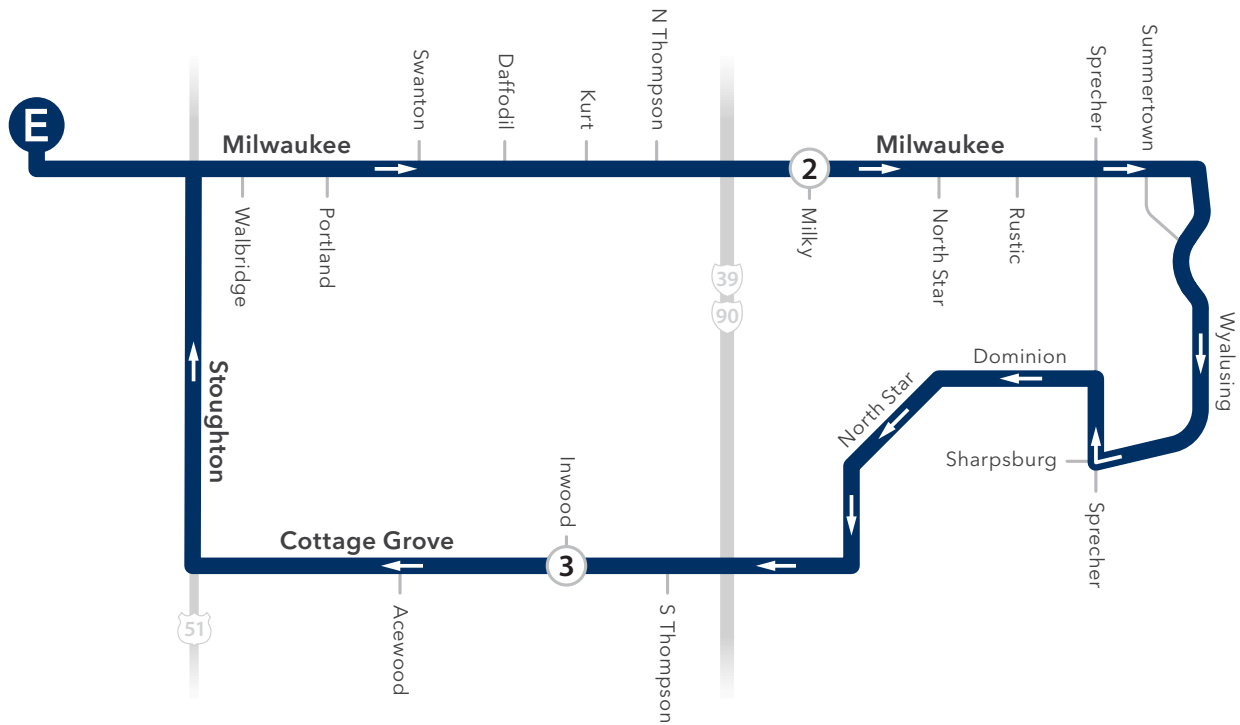 E
Swanton
Daffodil
Kurt
N Thompson
Sprecher
Summertown
Milwaukee
2
Milwaukee
Walbridge
Portland
Milky
North Star
Rustic
39
90
Wyalusing
Stoughton
Dominion
North Star
Sharpsburg
Inwood
Sprecher
Cottage Grove
3
51
Acewood
S Thompson